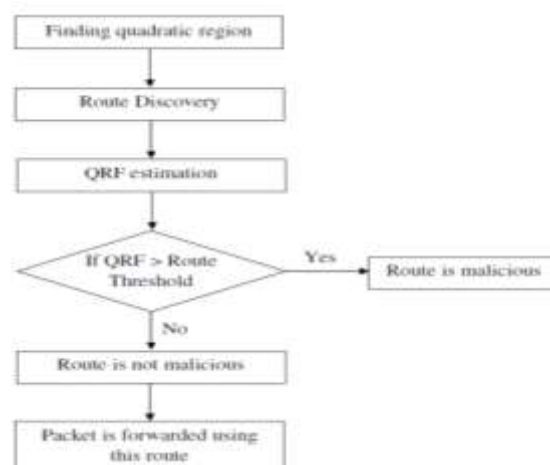 Finding quadratic region
Route Discovery
QRF estimation
If QRF > Route
Threshold
Yes
Route is malicious
No
Route is not malicious
Packet is forwarded using
this route